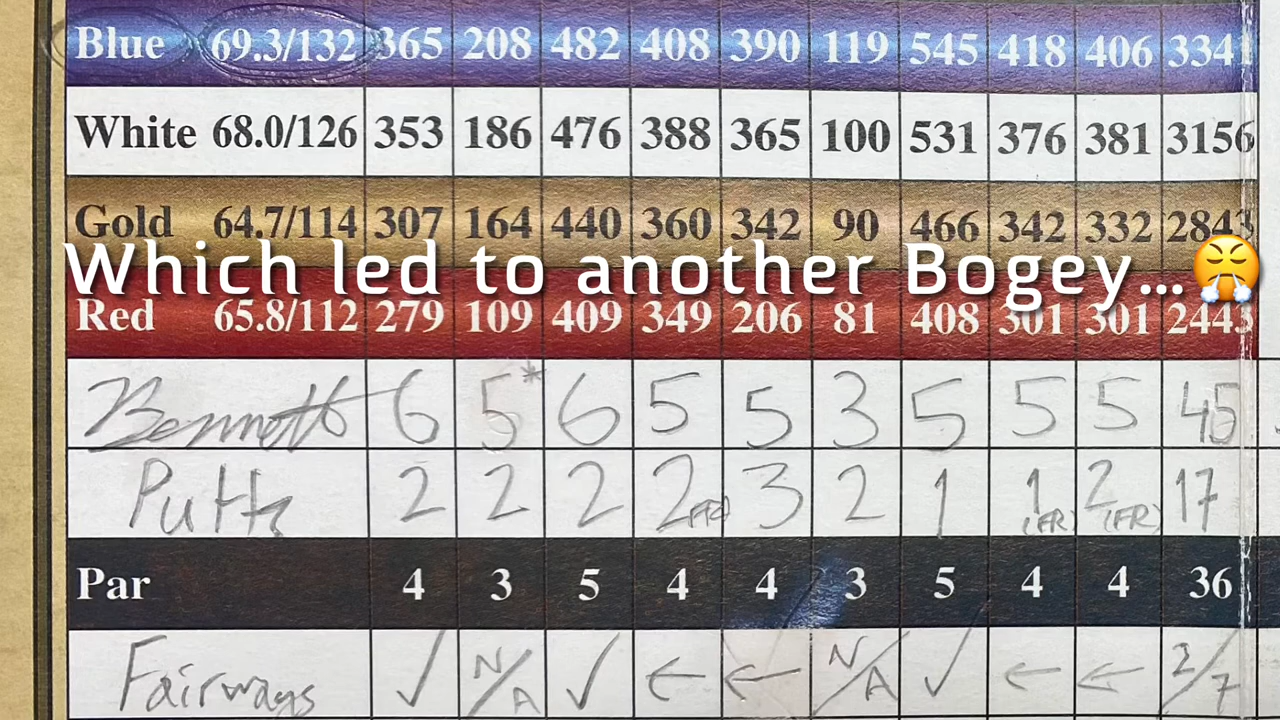 Blue 69.3/132 365 208 482 408 390 119 545 418 406 3341
White 68.0/126 353 186 476 388 365 100 531 376 381 3156
Gold 64.7/114 307 164 440 360 342 90 466 342 332 2843
Which led to another Bogey...😤
Red 65.8/112 279 109 409 349 206 81 408 301 301 2443
Bennett 6 5* 6 5 5 3 5 5 5 45
Putts 2 2 2 2(FR) 3 2 1 1(FR) 2(FR) 17
Par 4 3 5 4 4 3 5 4 4 36
Fairways ✓ N/A ✓ ← ← N/A ✓ ← ← 3/7